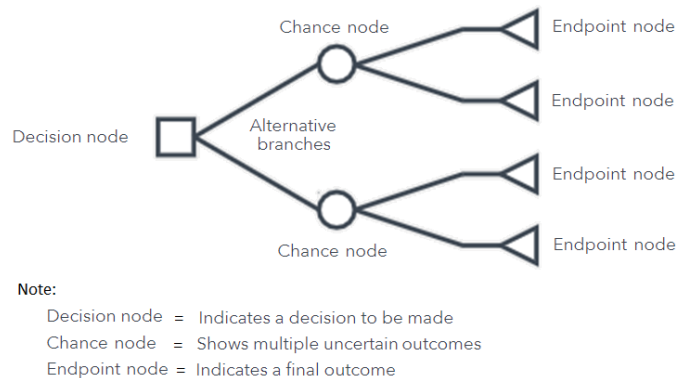 Chance node
Endpoint node
Endpoint node
Decision node
Alternative
branches
Endpoint node
Chance node
Endpoint node
Note:
Decision node = Indicates a decision to be made
Chance node = Shows multiple uncertain outcomes
Endpoint node = Indicates a final outcome